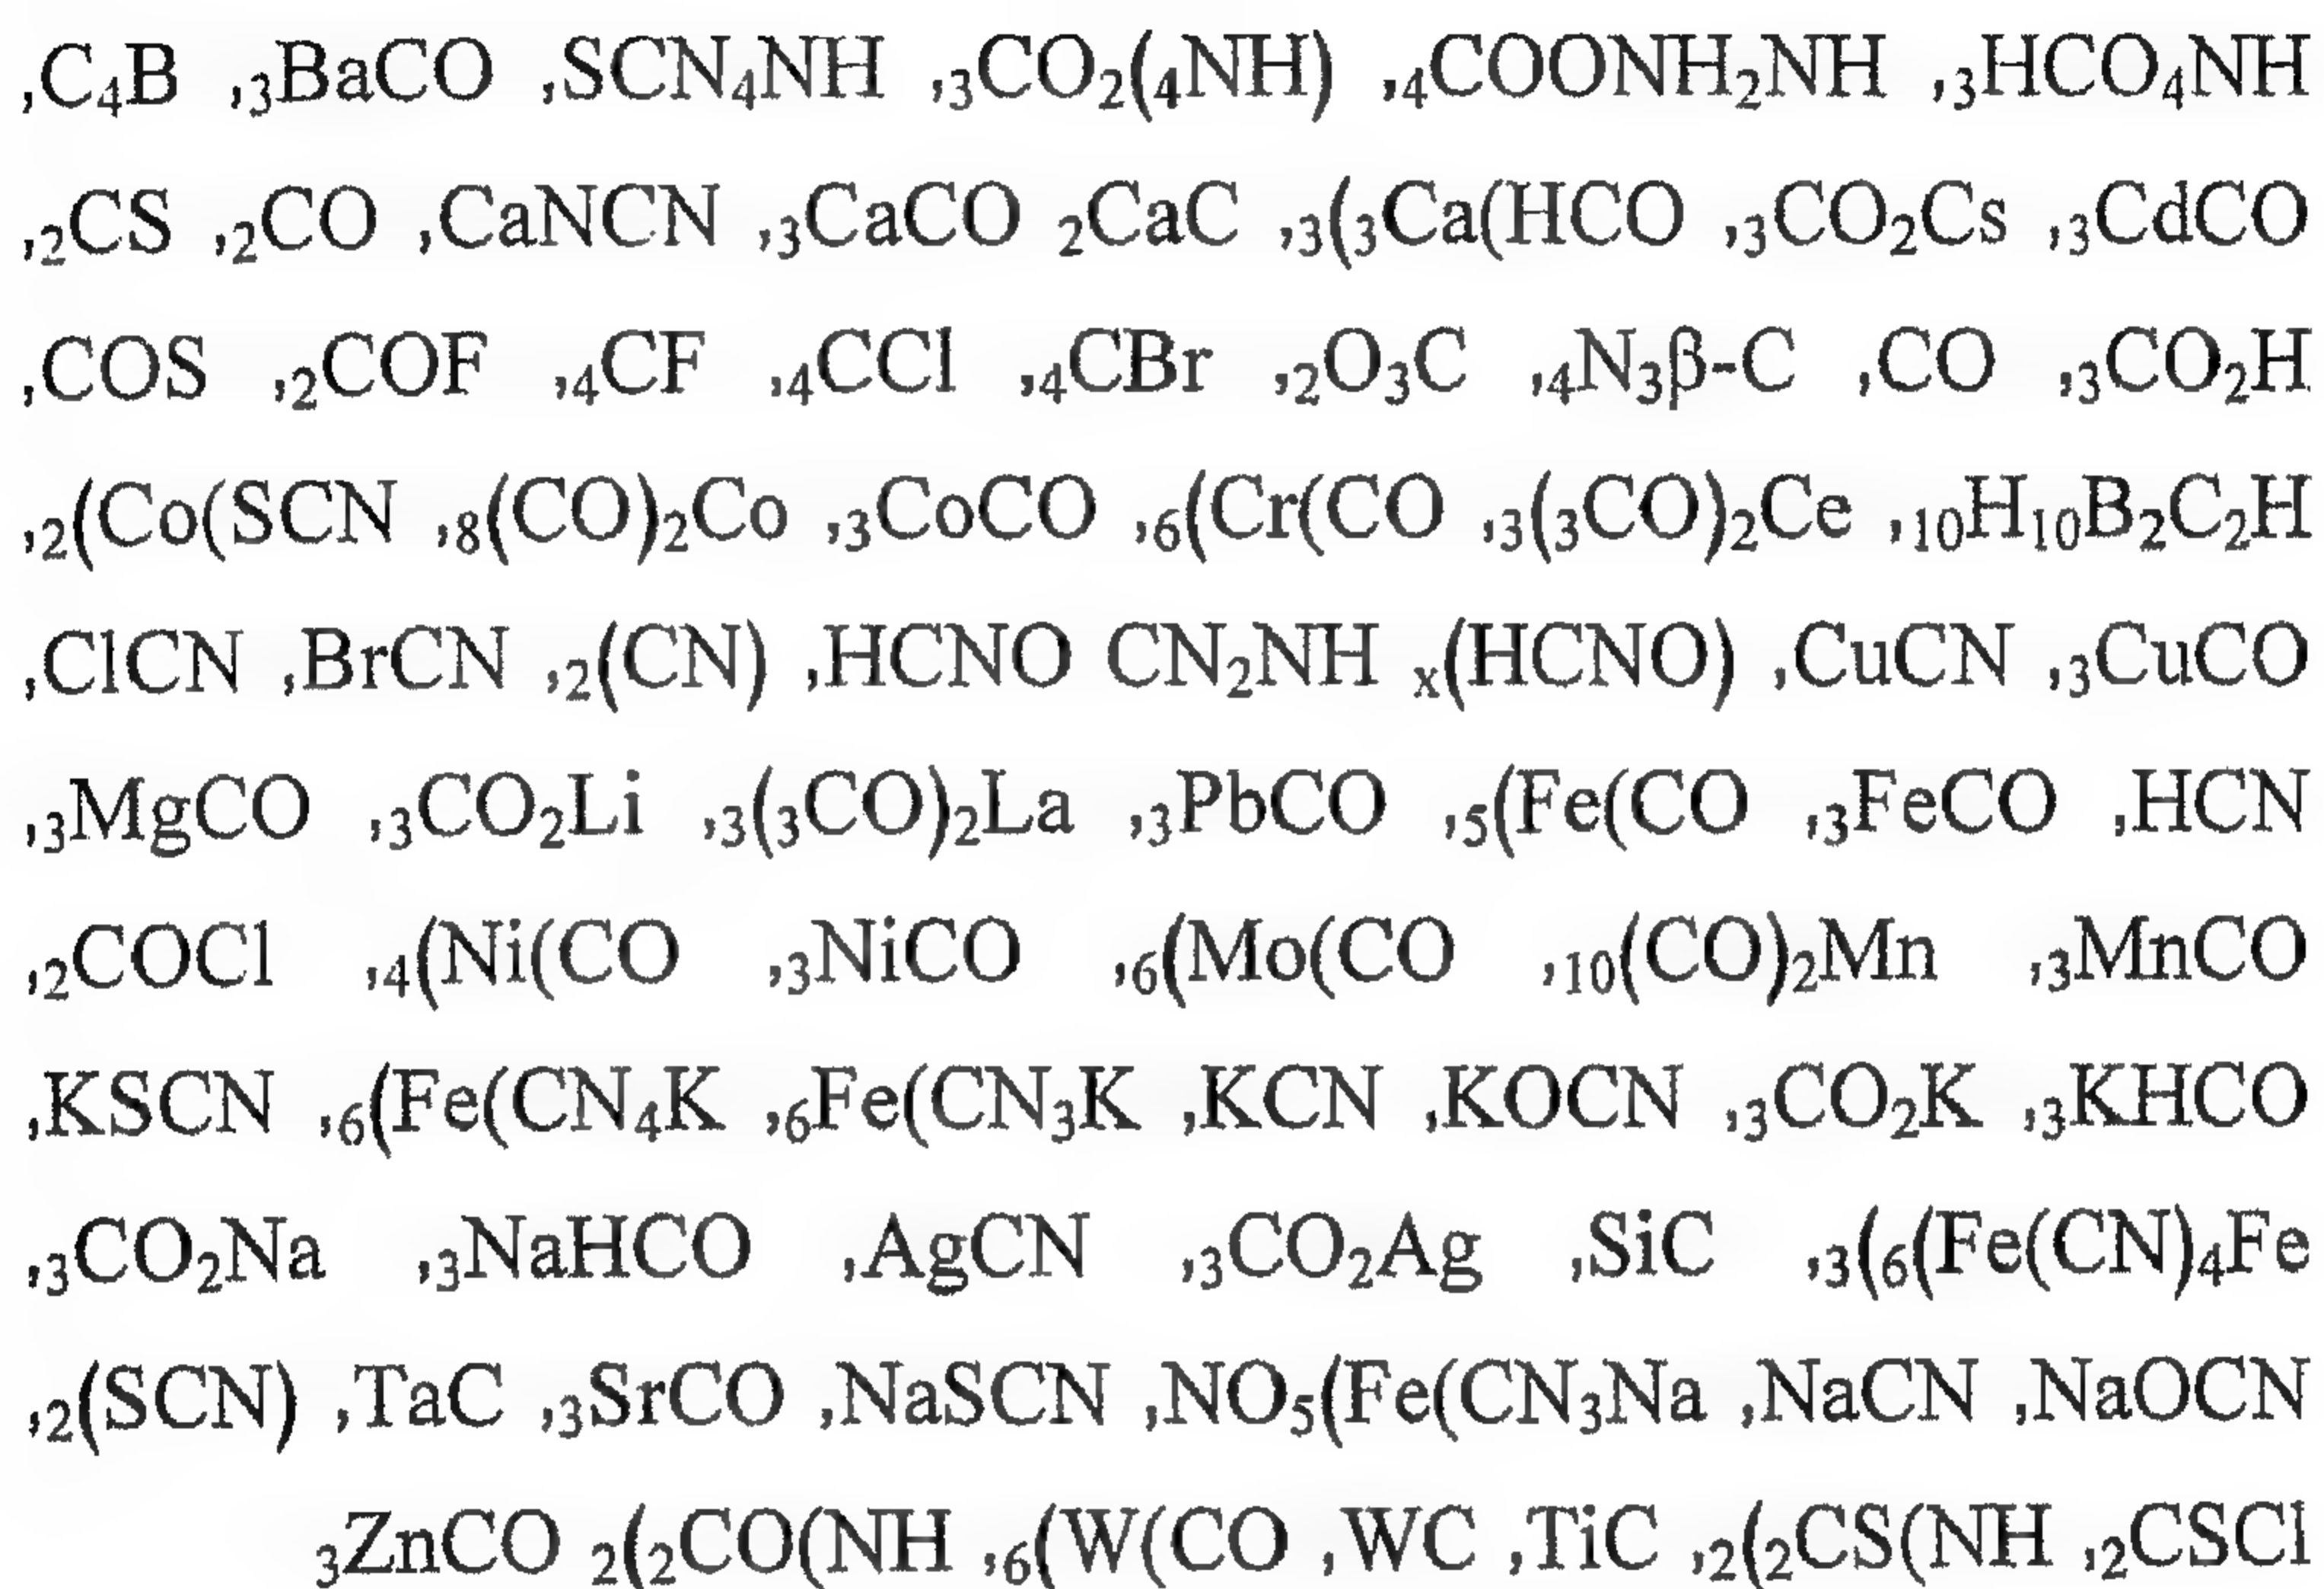 ,C₄B ,₃BaCO ,SCN₄NH ,₃CO₂(₄NH) ,₄COONH₂NH ,₃HCO₄NH
,₂CS ,₂CO ,CaNCN ,₃CaCO ₂CaC ,₃(₃Ca(HCO ,₃CO₂Cs ,₃CdCO
,COS ,₂COF ,₄CF ,₄CCl ,₄CBr ,₂O₃C ,₄N₃β-C ,CO ,₃CO₂H
,₂(Co(SCN ,₈(CO)₂Co ,₃CoCO ,₆(Cr(CO ,₃(₃CO)₂Ce ,₁₀H₁₀B₂C₂H
,ClCN ,BrCN ,₂(CN) ,HCNO CN₂NH ₓ(HCNO) ,CuCN ,₃CuCO
,₃MgCO ,₃CO₂Li ,₃(₃CO)₂La ,₃PbCO ,₅(Fe(CO ,₃FeCO ,HCN
,₂COCl ,₄(Ni(CO ,₃NiCO ,₆(Mo(CO ,₁₀(CO)₂Mn ,₃MnCO
,KSCN ,₆(Fe(CN₄K ,₆Fe(CN₃K ,KCN ,KOCN ,₃CO₂K ,₃KHCO
,₃CO₂Na ,₃NaHCO ,AgCN ,₃CO₂Ag ,SiC ,₃(₆(Fe(CN)₄Fe
,₂(SCN) ,TaC ,₃SrCO ,NaSCN ,NO₅(Fe(CN₃Na ,NaCN ,NaOCN
₃ZnCO ₂(₂CO(NH ,₆(W(CO ,WC ,TiC ,₂(₂CS(NH ,₂CSCl